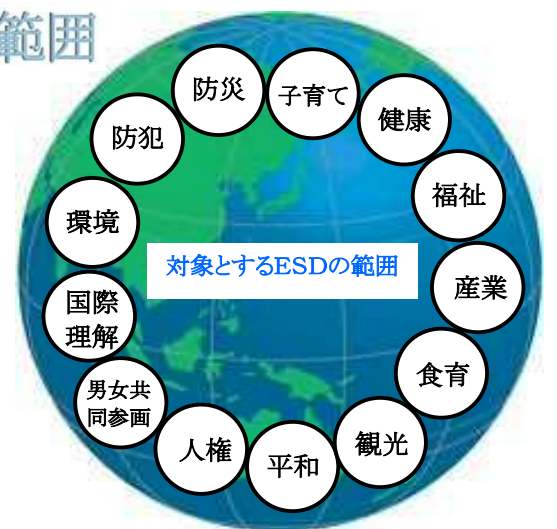 範囲
防災
子育て
健康
福祉
産業
食育
観光
平和
人権
男女共
同参画
国際
理解
環境
防犯
対象とするESDの範囲